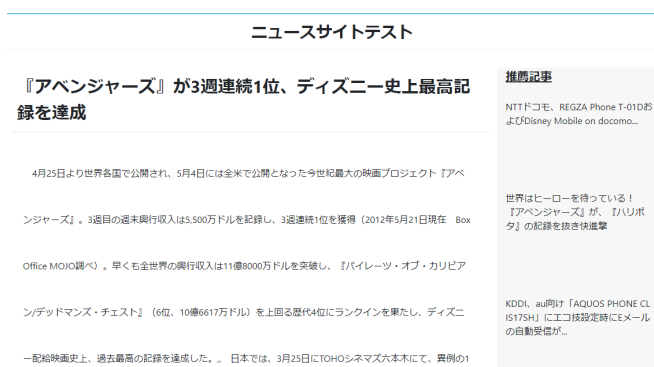 ニュースサイトテスト
『アベンジャーズ』が3週連続1位、ディズニー史上最高記
録を達成
4月25日より世界各国で公開され、5月4日には全米で公開となった今世紀最大の映画プロジェクト『アベ
ンジャーズ』。3週目の週末興行収入は5,500万ドルを記録し、3週連続1位を獲得（2012年5月21日現在　Box
Office MOJO調べ）。早くも全世界の興行収入は11億8000万ドルを突破し、『パイレーツ・オブ・カリビア
ン/デッドマンズ・チェスト』（6位、10億6617万ドル）を上回る歴代4位にランクインを果たし、ディズニ
ー配給映画史上、過去最高の記録を達成した。,,　日本では、3月25日にTOHOシネマズ六本木にて、異例の1
推薦記事
NTTドコモ、REGZA Phone T-01Dお
よびDisney Mobile on docomo...
世界はヒーローを待っている！
『アベンジャーズ』が、『ハリポ
タ』の記録を抜き快進撃
KDDI、au向け「AQUOS PHONE CL
IS17SH」にエコ技設定時にEメール
の自動受信が...